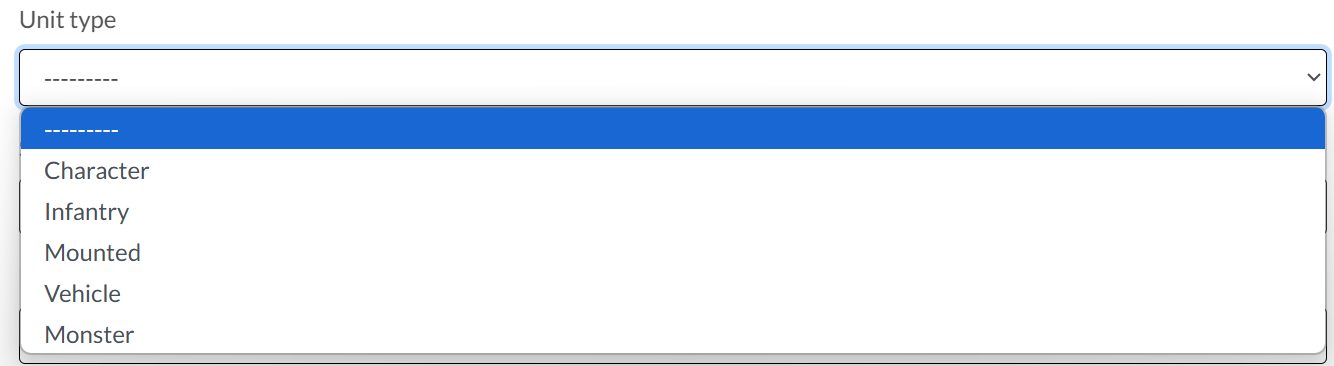 Unit type
---------
---------
Character
Infantry
Mounted
Vehicle
Monster